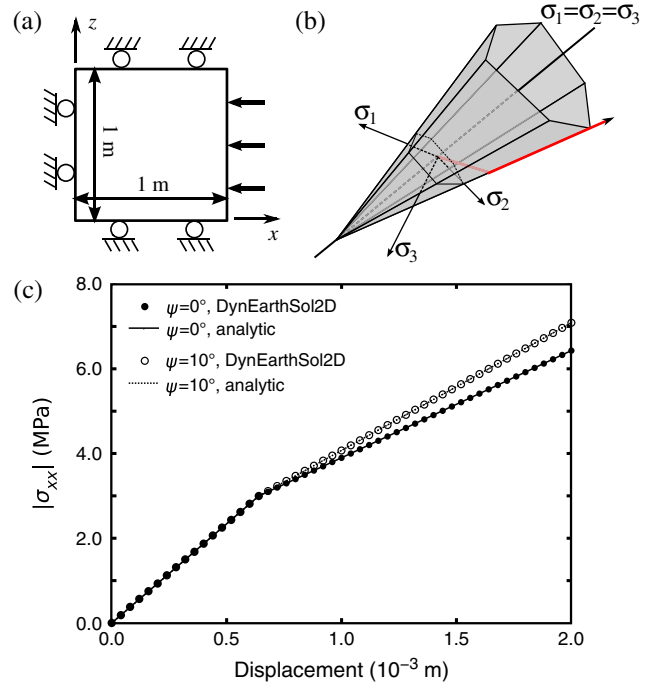 (a)
z
1 m
1 m
x
(b)
σ1=σ2=σ3
σ1
σ2
σ3
(c)
8.0
6.0
4.0
2.0
0.0
|σxx| (MPa)
ψ=0°, DynEarthSol2D
ψ=0°, analytic
ψ=10°, DynEarthSol2D
ψ=10°, analytic
0.0 0.5 1.0 1.5 2.0
Displacement (10⁻³ m)